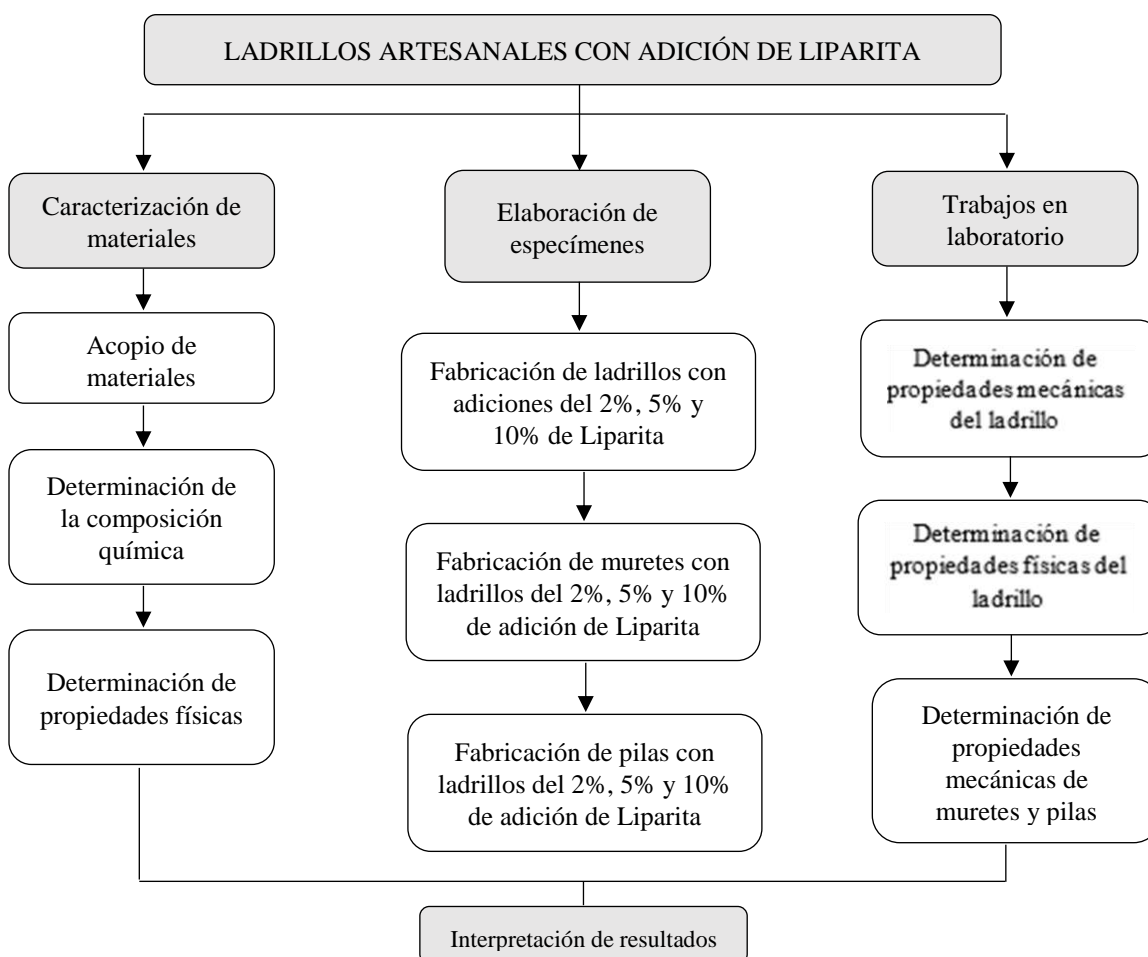 LADRILLOS ARTESANALES CON ADICIÓN DE LIPARITA
Caracterización de
materiales
Acopio de
materiales
Determinación de
la composición
química
Determinación de
propiedades físicas
Elaboración de
especímenes
Fabricación de ladrillos con
adiciones del 2%, 5% y
10% de Liparita
Fabricación de muretes con
ladrillos del 2%, 5% y 10%
de adición de Liparita
Fabricación de pilas con
ladrillos del 2%, 5% y 10%
de adición de Liparita
Trabajos en
laboratorio
Determinación de
propiedades mecánicas
del ladrillo
Determinación de
propiedades físicas del
ladrillo
Determinación de
propiedades
mecánicas de
muretes y pilas
Interpretación de resultados